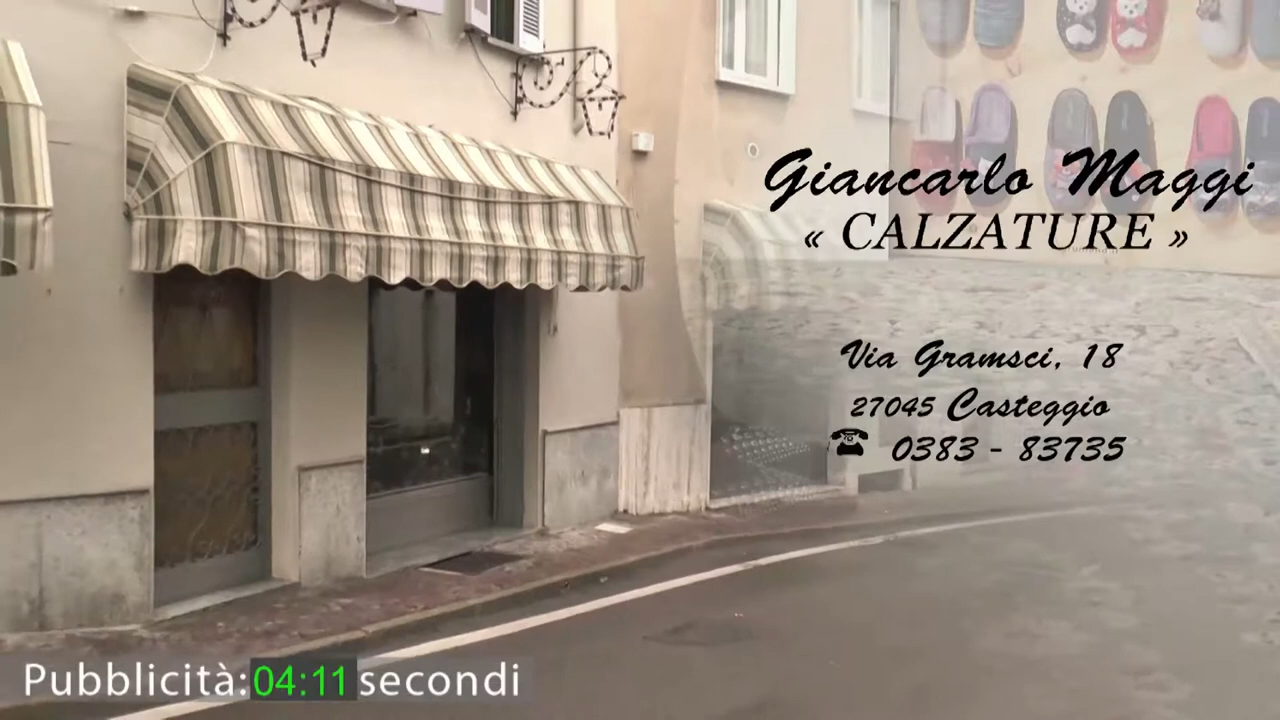 Giancarlo Maggi
« CALZATURE »
Via Gramsci, 18
27045 Casteggio
☎ 0383 - 83735
Pubblicità: 04:11 secondi